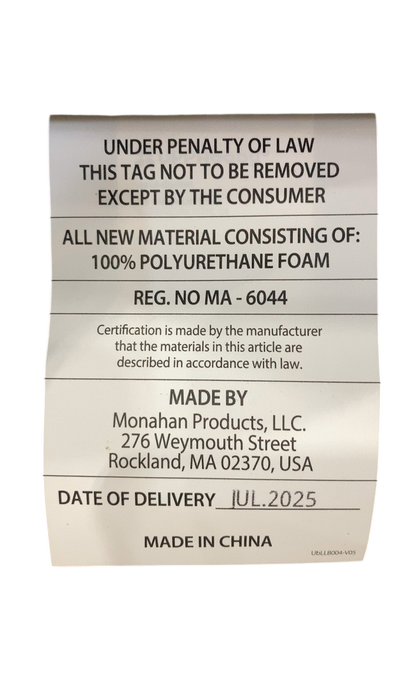 UNDER PENALTY OF LAW
THIS TAG NOT TO BE REMOVED
EXCEPT BY THE CONSUMER
ALL NEW MATERIAL CONSISTING OF:
100% POLYURETHANE FOAM
REG. NO MA - 6044
Certification is made by the manufacturer
that the materials in this article are
described in accordance with law.
MADE BY
Monahan Products, LLC.
276 Weymouth Street
Rockland, MA 02370, USA
DATE OF DELIVERY JUL.2025
MADE IN CHINA